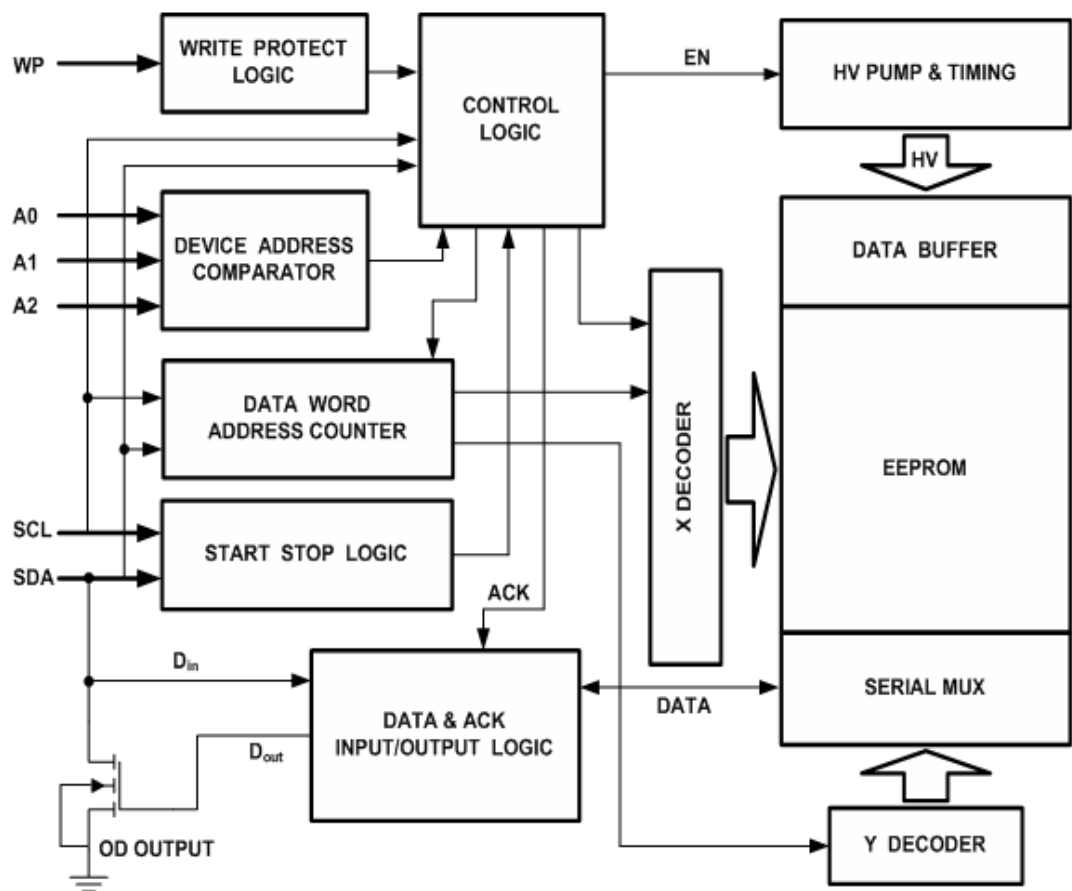 WP
WRITE PROTECT
LOGIC
CONTROL
LOGIC
EN
HV PUMP & TIMING
HV
A0
A1
A2
DEVICE ADDRESS
COMPARATOR
DATA BUFFER
DATA WORD
ADDRESS COUNTER
X DECODER
EEPROM
SCL
SDA
START STOP LOGIC
ACK
Din
DATA & ACK
INPUT/OUTPUT LOGIC
Dout
DATA
SERIAL MUX
OD OUTPUT
Y DECODER